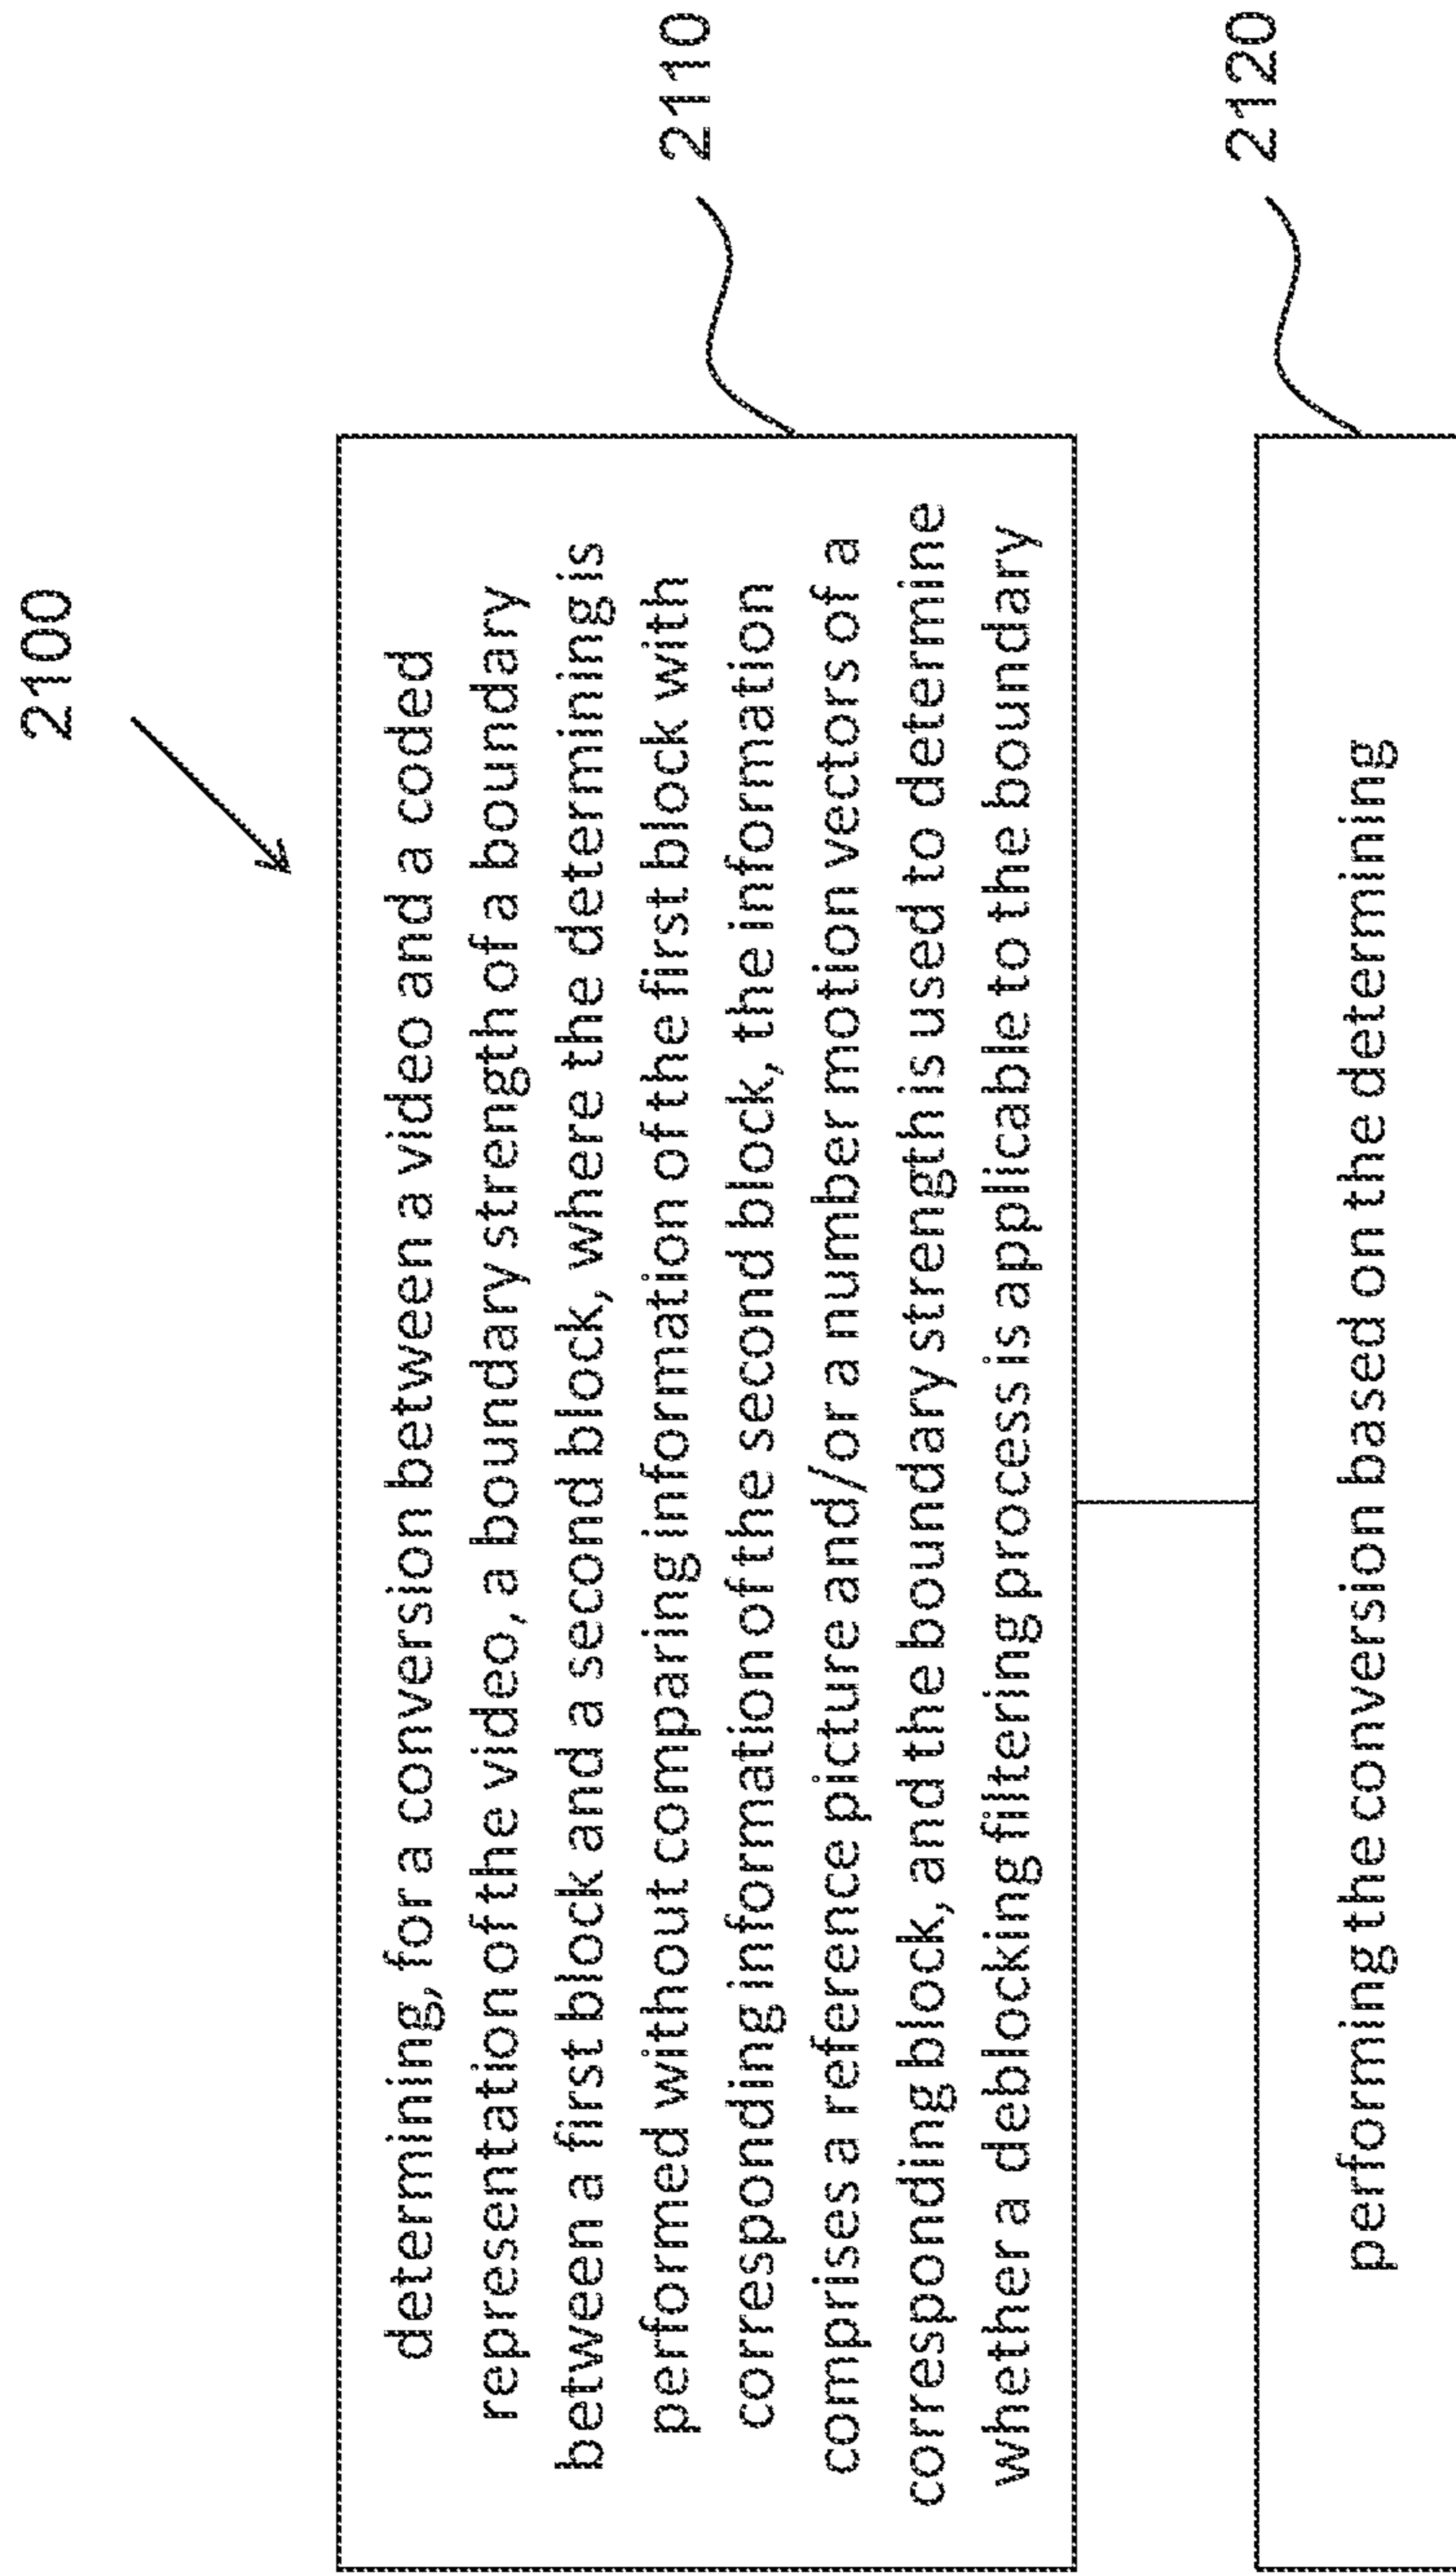 2100
determining, for a conversion between a video and a coded
representation of the video, a boundary strength of a boundary
between a first block and a second block, where the determining is
performed without comparing information of the first block with
corresponding information of the second block, the information
comprises a reference picture and/or a number motion vectors of a
corresponding block, and the boundary strength is used to determine
whether a deblocking filtering process is applicable to the boundary
2110
performing the conversion based on the determining
2120